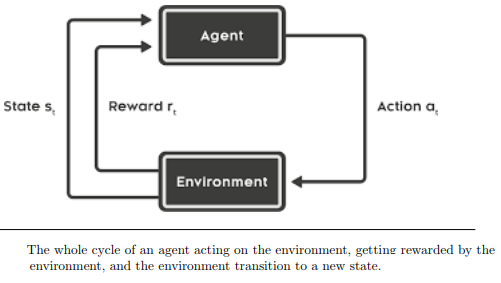 Agent
State sₜ
Reward rₜ
Action aₜ
Environment
The whole cycle of an agent acting on the environment, getting rewarded by the
environment, and the environment transition to a new state.